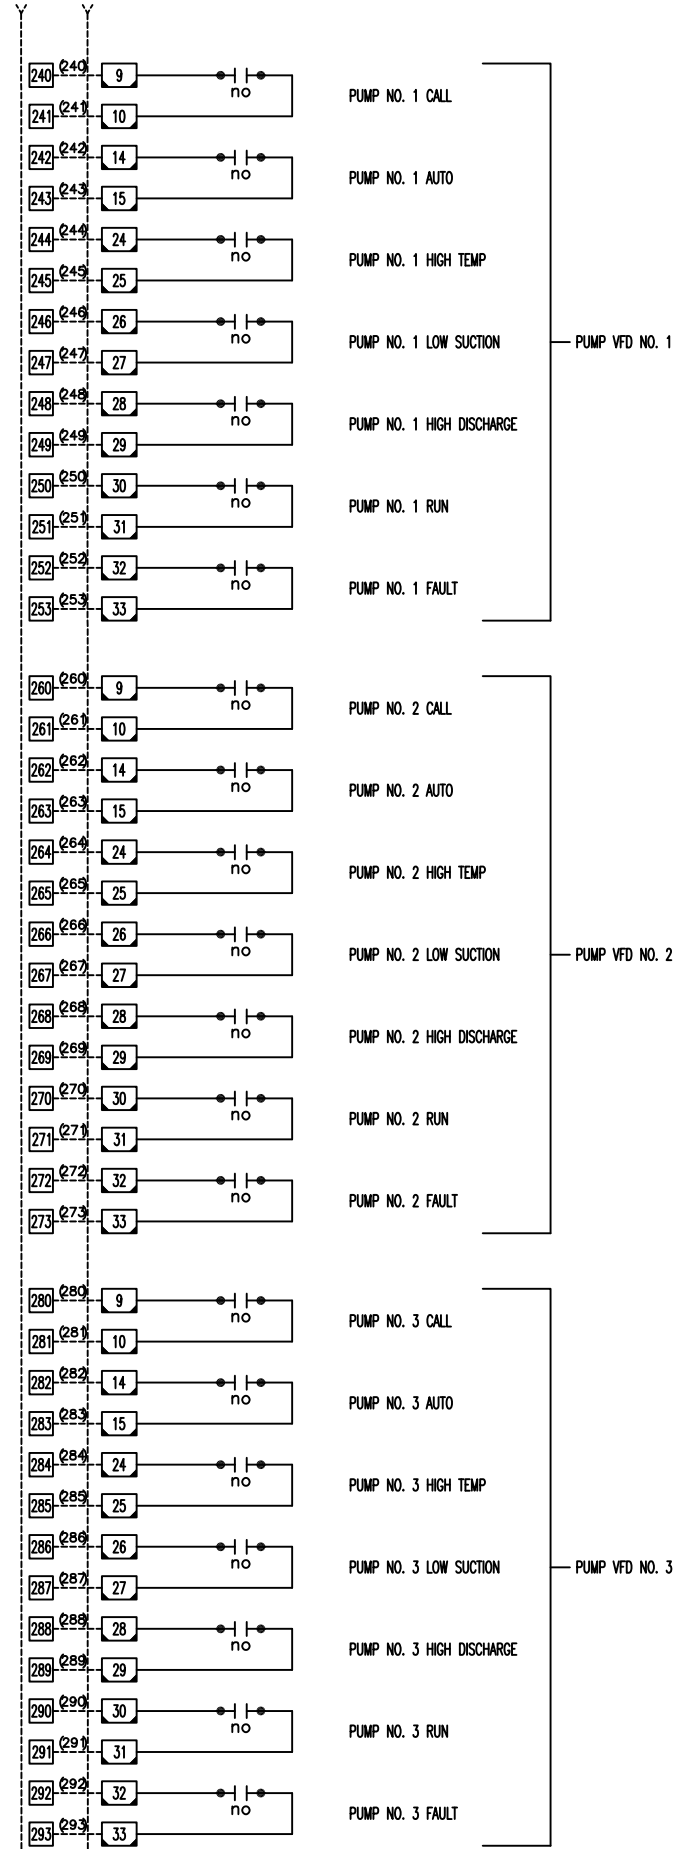 240 (240) 9
no
PUMP NO. 1 CALL
241 (241) 10
242 (242) 14
no
PUMP NO. 1 AUTO
243 (243) 15
244 (244) 24
no
PUMP NO. 1 HIGH TEMP
245 (245) 25
246 (246) 26
no
PUMP NO. 1 LOW SUCTION
PUMP VFD NO. 1
247 (247) 27
248 (248) 28
no
PUMP NO. 1 HIGH DISCHARGE
249 (249) 29
250 (250) 30
no
PUMP NO. 1 RUN
251 (251) 31
252 (252) 32
no
PUMP NO. 1 FAULT
253 (253) 33
260 (260) 9
no
PUMP NO. 2 CALL
261 (261) 10
262 (262) 14
no
PUMP NO. 2 AUTO
263 (263) 15
264 (264) 24
no
PUMP NO. 2 HIGH TEMP
265 (265) 25
266 (266) 26
no
PUMP NO. 2 LOW SUCTION
PUMP VFD NO. 2
267 (267) 27
268 (268) 28
no
PUMP NO. 2 HIGH DISCHARGE
269 (269) 29
270 (270) 30
no
PUMP NO. 2 RUN
271 (271) 31
272 (272) 32
no
PUMP NO. 2 FAULT
273 (273) 33
280 (280) 9
no
PUMP NO. 3 CALL
281 (281) 10
282 (282) 14
no
PUMP NO. 3 AUTO
283 (283) 15
284 (284) 24
no
PUMP NO. 3 HIGH TEMP
285 (285) 25
286 (286) 26
no
PUMP NO. 3 LOW SUCTION
PUMP VFD NO. 3
287 (287) 27
288 (288) 28
no
PUMP NO. 3 HIGH DISCHARGE
289 (289) 29
290 (290) 30
no
PUMP NO. 3 RUN
291 (291) 31
292 (292) 32
no
PUMP NO. 3 FAULT
293 (293) 33